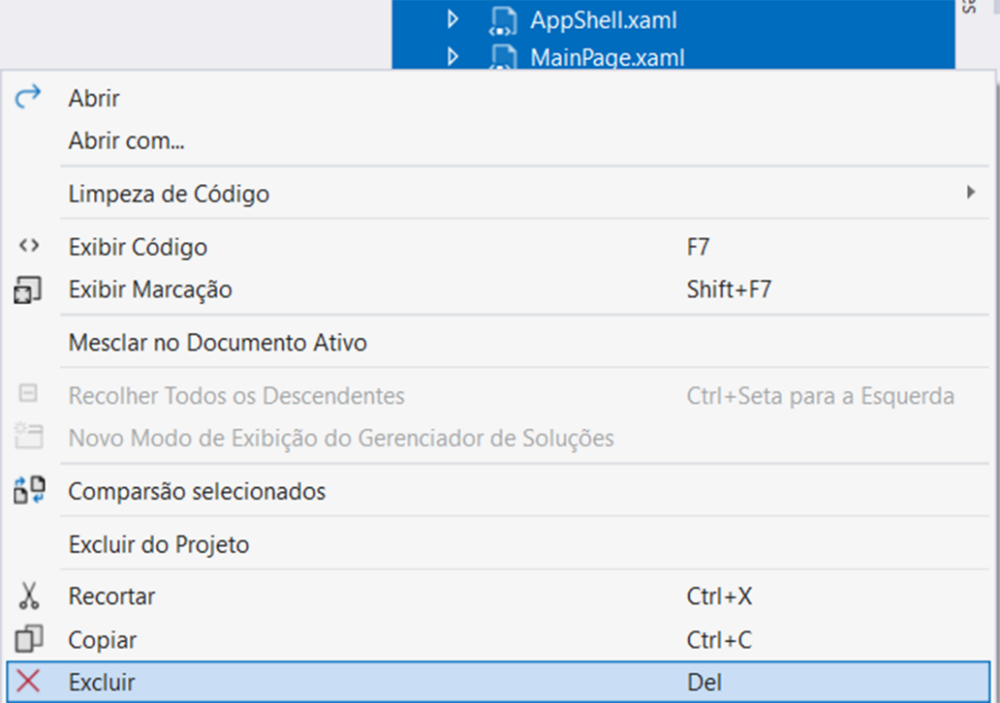 AppShell.xaml
MainPage.xaml
Abrir
Abrir com...
Limpeza de Código
Exibir Código F7
Exibir Marcação Shift+F7
Mesclar no Documento Ativo
Recolher Todos os Descendentes Ctrl+Seta para a Esquerda
Novo Modo de Exibição do Gerenciador de Soluções
Comparsão selecionados
Excluir do Projeto
Recortar Ctrl+X
Copiar Ctrl+C
Excluir Del